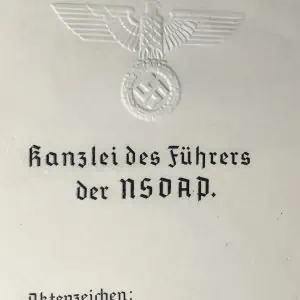 Kanzlei des Führers
der NSDAP.
Aktenzeichen: